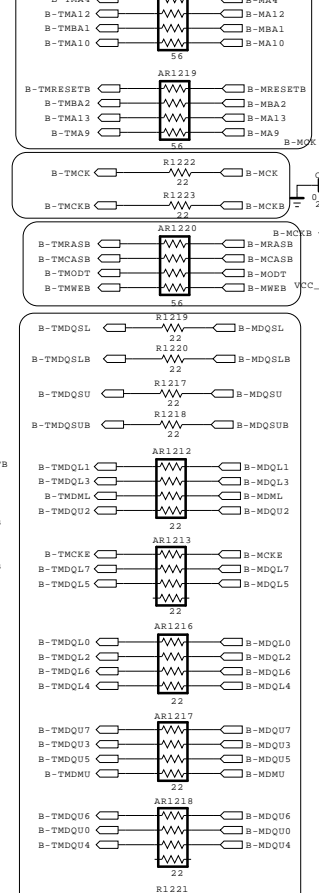 B-TMA4 B-MA4
B-TMA12 B-MA12
B-TMBA1 B-MBA1
B-TMA10 B-MA10
56
AR1219
B-TMRESETB B-MRESETB
B-TMBA2 B-MBA2
B-TMA13 B-MA13
B-TMA9 B-MA9
56
B-MCK
R1222
B-TMCK B-MCK
22
R1223
B-TMCKB B-MCKB
22
AR1220
B-MCKB
B-TMRASB B-MRASB
B-TMCASB B-MCASB
B-TMODT B-MODT
B-TMWEB B-MWEB
VCC_
56
R1219
B-TMDQSL B-MDQSL
22
R1220
B-TMDQSLB B-MDQSLB
22
R1217
B-TMDQSU B-MDQSU
22
R1218
B-TMDQSUB B-MDQSUB
22
AR1212
B-TMDQL1 B-MDQL1
B-TMDQL3 B-MDQL3
B-TMDML B-MDML
B-TMDQU2 B-MDQU2
22
AR1213
B-TMCKE B-MCKE
B-TMDQL7 B-MDQL7
B-TMDQL5 B-MDQL5
22
AR1216
B-TMDQL0 B-MDQL0
B-TMDQL2 B-MDQL2
B-TMDQL6 B-MDQL6
B-TMDQL4 B-MDQL4
22
AR1217
B-TMDQU7 B-MDQU7
B-TMDQU3 B-MDQU3
B-TMDQU5 B-MDQU5
B-TMDMU B-MDMU
22
AR1218
B-TMDQU6 B-MDQU6
B-TMDQU0 B-MDQU0
B-TMDQU4 B-MDQU4
22
R1221